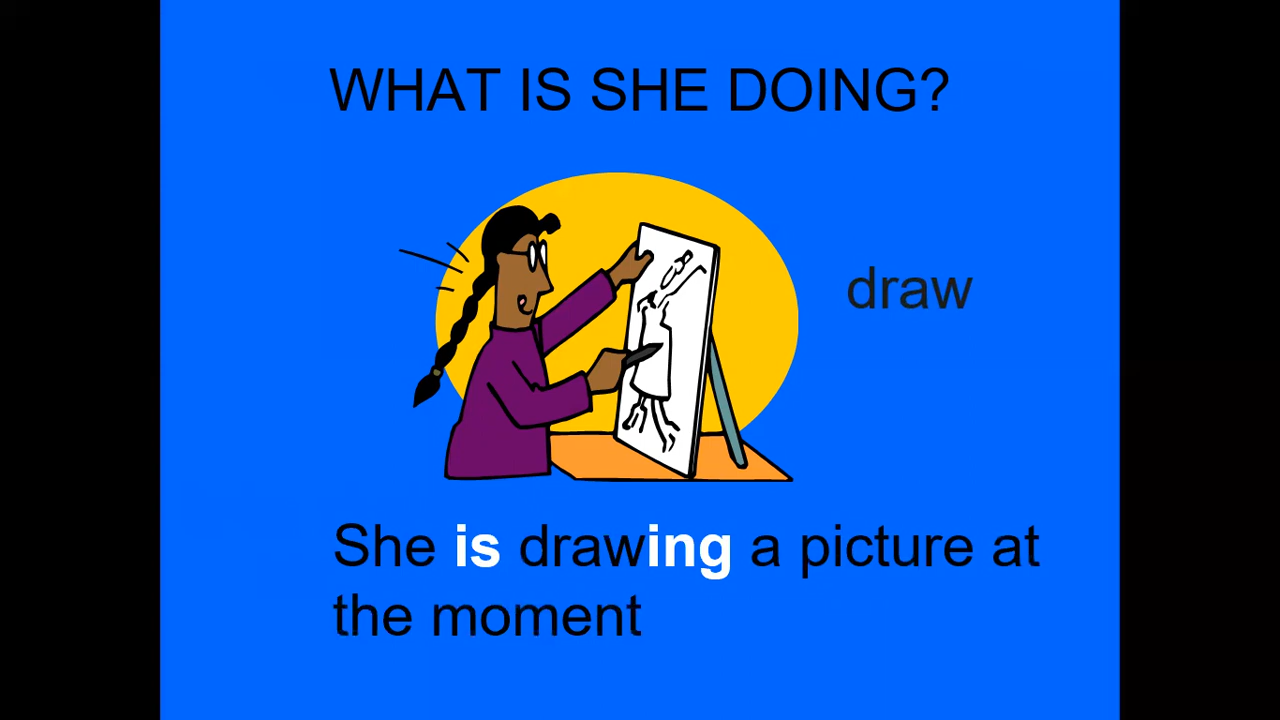 WHAT IS SHE DOING?
draw
She is drawing a picture at
the moment